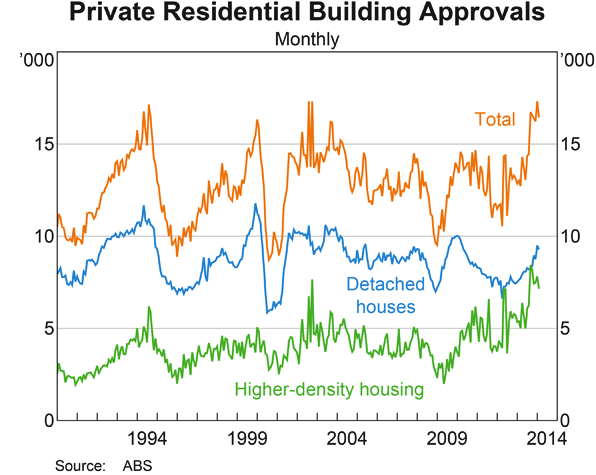 Private Residential Building Approvals
Monthly
’000 ’000
Total
15 15
10 10
Detached
houses
5 5
Higher-density housing
0 0
1994 1999 2004 2009 2014
Source: ABS